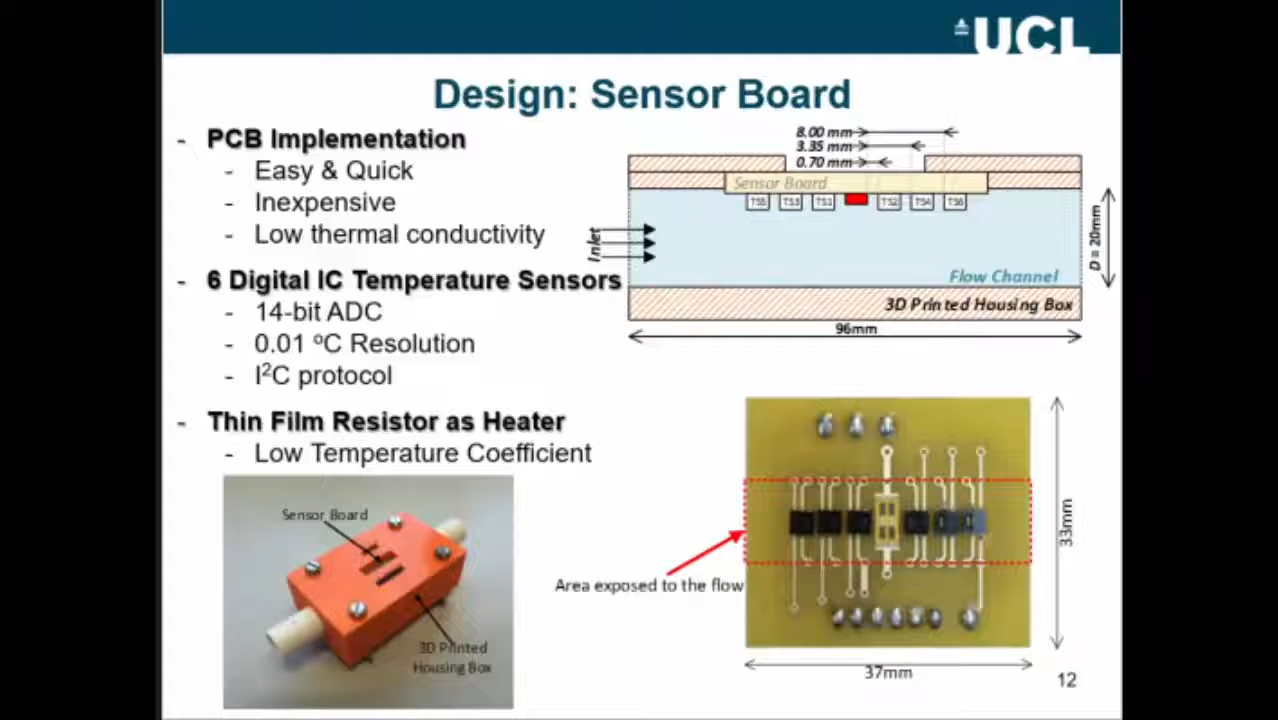 UCL
Design: Sensor Board
- PCB Implementation
- Easy & Quick
- Inexpensive
- Low thermal conductivity
- 6 Digital IC Temperature Sensors
- 14-bit ADC
- 0.01 ºC Resolution
- I²C protocol
- Thin Film Resistor as Heater
- Low Temperature Coefficient
8.00 mm
3.35 mm
0.70 mm
Sensor Board
TS5 TS3 TS1 TS2 TS4 TS6
Inlet
Flow Channel
D = 20mm
3D Printed Housing Box
96mm
Sensor Board
3D Printed
Housing Box
Area exposed to the flow
33mm
37mm
12